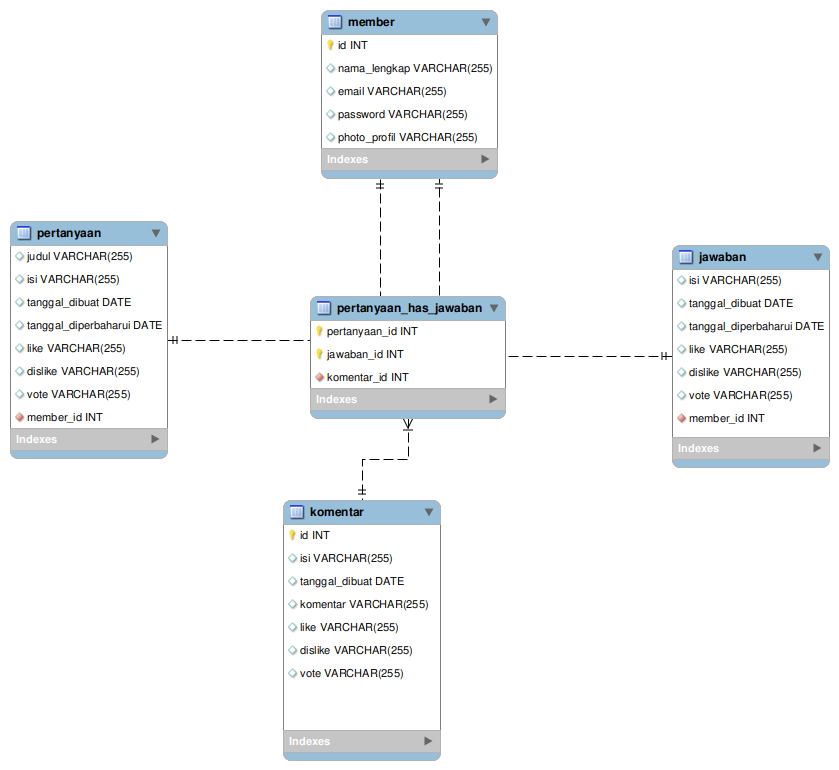 member
id INT
nama_lengkap VARCHAR(255)
email VARCHAR(255)
password VARCHAR(255)
photo_profil VARCHAR(255)
Indexes
pertanyaan
judul VARCHAR(255)
isi VARCHAR(255)
tanggal_dibuat DATE
tanggal_diperbaharui DATE
like VARCHAR(255)
dislike VARCHAR(255)
vote VARCHAR(255)
member_id INT
Indexes
pertanyaan_has_jawaban
pertanyaan_id INT
jawaban_id INT
komentar_id INT
Indexes
jawaban
isi VARCHAR(255)
tanggal_dibuat DATE
tanggal_diperbaharui DATE
like VARCHAR(255)
dislike VARCHAR(255)
vote VARCHAR(255)
member_id INT
Indexes
komentar
id INT
isi VARCHAR(255)
tanggal_dibuat DATE
komentar VARCHAR(255)
like VARCHAR(255)
dislike VARCHAR(255)
vote VARCHAR(255)
Indexes